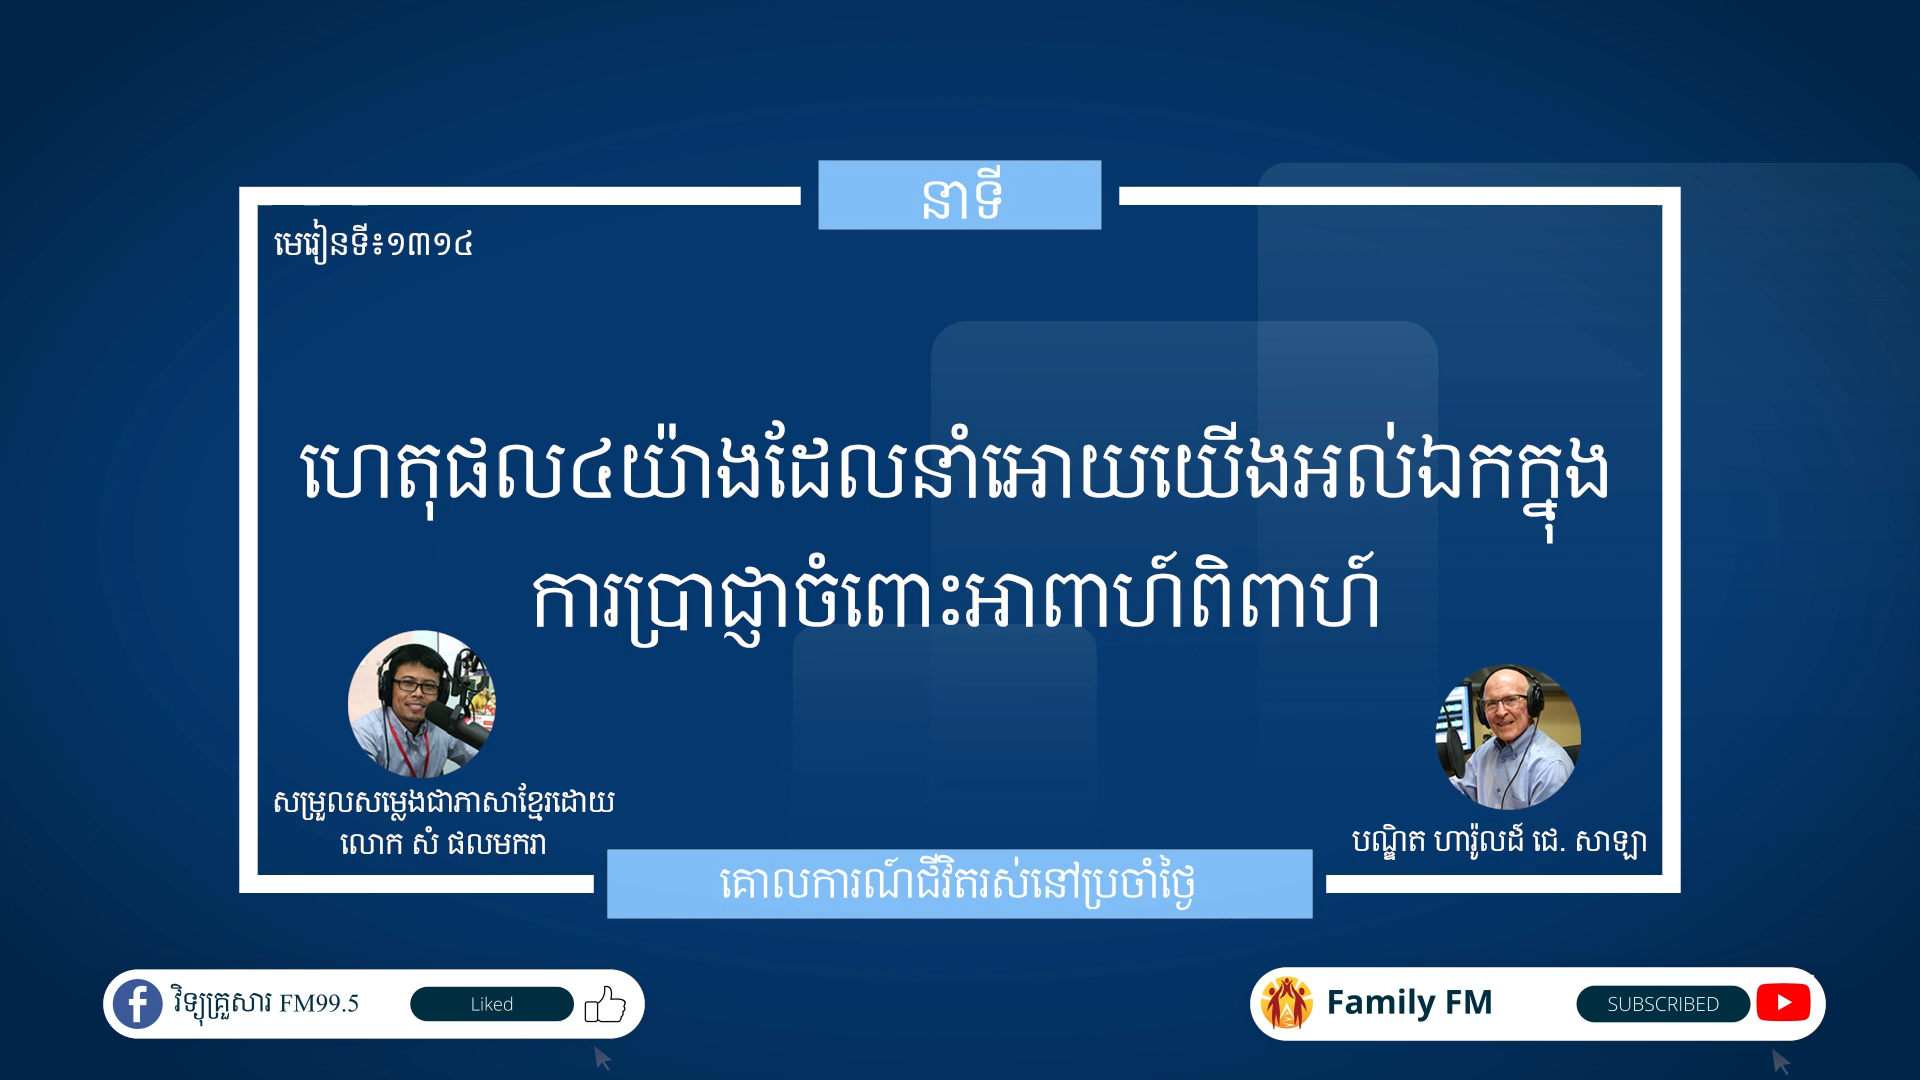 នាទី
មេរៀនទី៖១៣១៤
ហេតុផល៤យ៉ាងដែលនាំអោយយើងអល់ឯកក្នុង
ការប្រាជ្ញាចំពោះអាពាហ៍ពិពាហ៍
សម្រួលសម្លេងជាភាសាខ្មែរដោយ
លោក សំ ផលមករា
បណ្ឌិត ហារ៉ូលដ៍ ជេ. សាឡា
គោលការណ៍ជីវិតរស់នៅប្រចាំថ្ងៃ
វិទ្យុគ្រួសារ FM99.5
Liked
Family FM
SUBSCRIBED